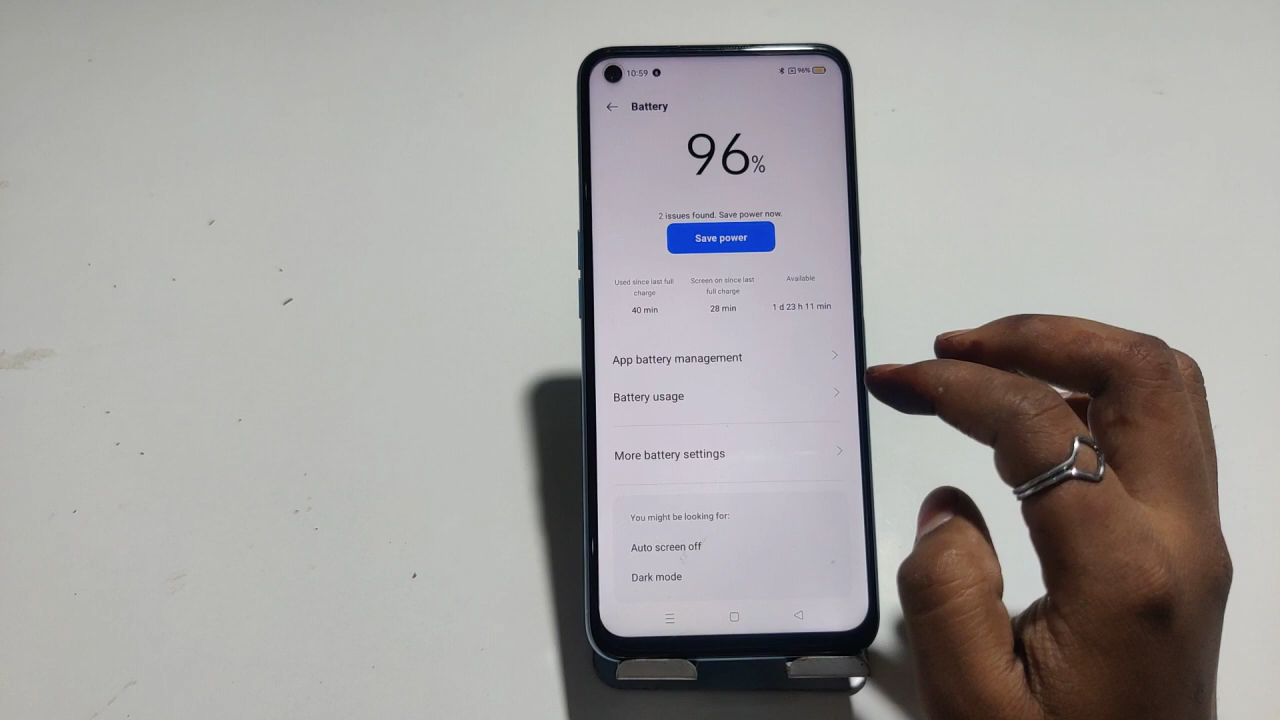 10:59 96%
Battery
96%
2 issues found. Save power now.
Save power
Used since last full
charge
40 min
Screen on since last
full charge
28 min
Available
1 d 23 h 11 min
App battery management
Battery usage
More battery settings
You might be looking for:
Auto screen off
Dark mode